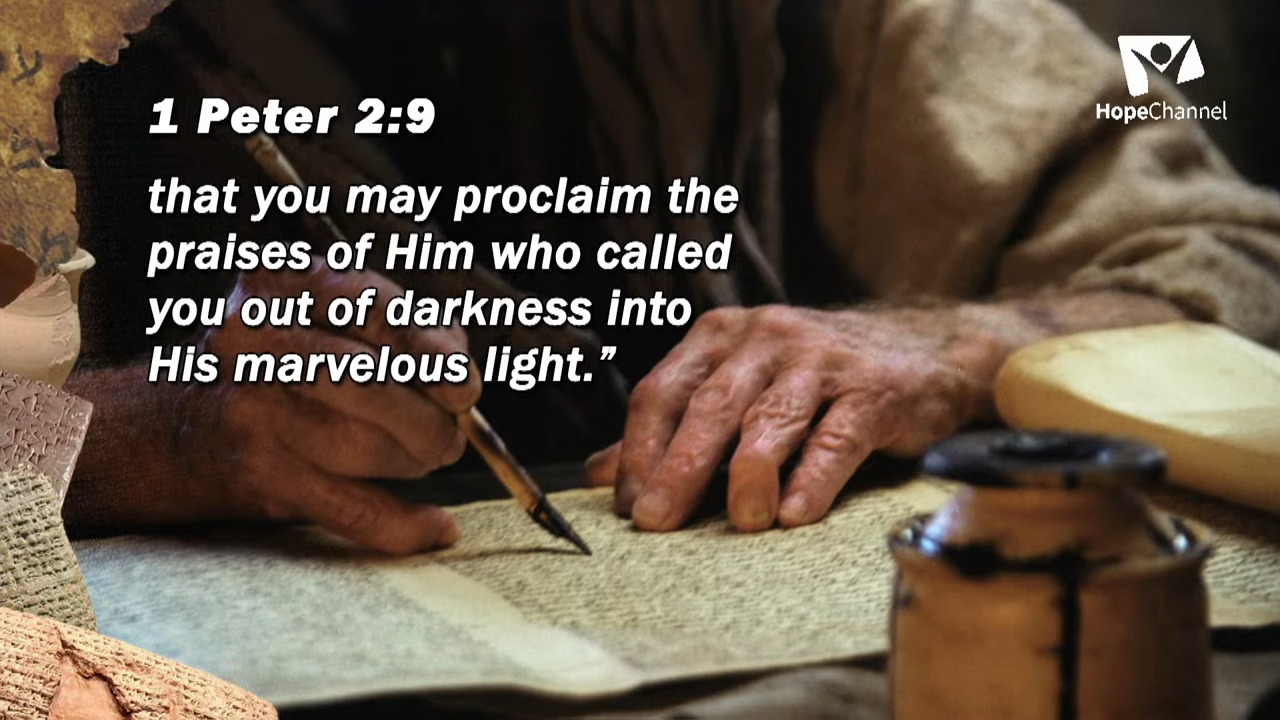 1 Peter 2:9
HopeChannel
that you may proclaim the
praises of Him who called
you out of darkness into
His marvelous light.”